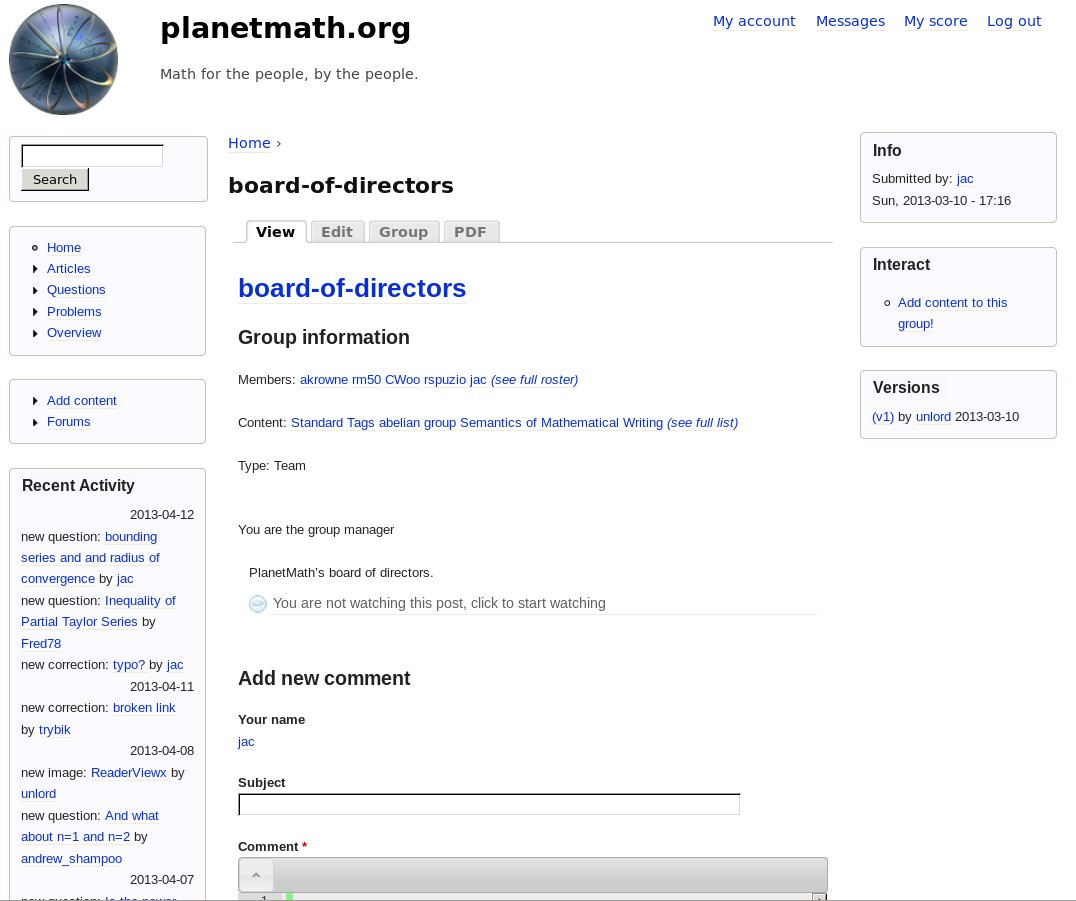 planetmath.org
Math for the people, by the people.
My account Messages My score Log out
Search
Home
Articles
Questions
Problems
Overview
Add content
Forums
Recent Activity
2013-04-12
new question: bounding
series and and radius of
convergence by jac
new question: Inequality of
Partial Taylor Series by
Fred78
new correction: typo? by jac
2013-04-11
new correction: broken link
by trybik
2013-04-08
new image: ReaderViewx by
unlord
new question: And what
about n=1 and n=2 by
andrew_shampoo
2013-04-07
new question: Is the power
Home ›
board-of-directors
View Edit Group PDF
board-of-directors
Group information
Members: akrowne rm50 CWoo rspuzio jac (see full roster)
Content: Standard Tags abelian group Semantics of Mathematical Writing (see full list)
Type: Team
You are the group manager
PlanetMath’s board of directors.
You are not watching this post, click to start watching
Add new comment
Your name
jac
Subject
Comment *
1
Info
Submitted by: jac
Sun, 2013-03-10 - 17:16
Interact
Add content to this
group!
Versions
(v1) by unlord 2013-03-10